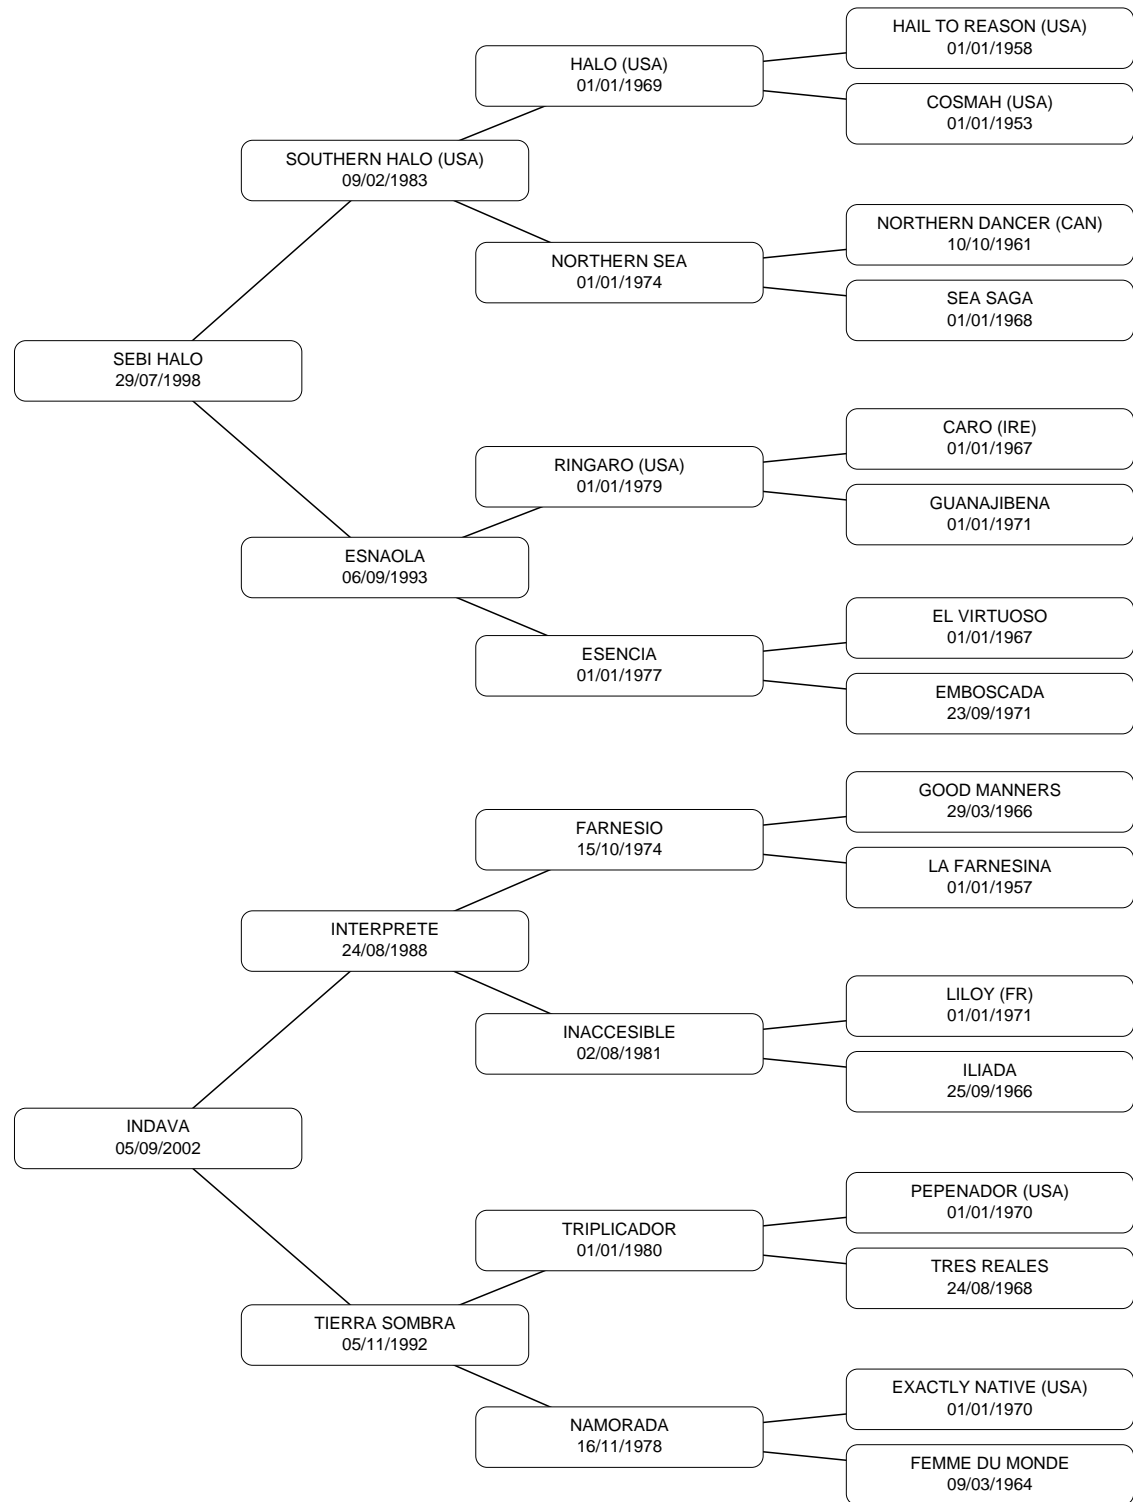 HAIL TO REASON (USA)
01/01/1958
HALO (USA)
01/01/1969
COSMAH (USA)
01/01/1953
SOUTHERN HALO (USA)
09/02/1983
NORTHERN DANCER (CAN)
10/10/1961
NORTHERN SEA
01/01/1974
SEA SAGA
01/01/1968
SEBI HALO
29/07/1998
CARO (IRE)
01/01/1967
RINGARO (USA)
01/01/1979
GUANAJIBENA
01/01/1971
ESNAOLA
06/09/1993
EL VIRTUOSO
01/01/1967
ESENCIA
01/01/1977
EMBOSCADA
23/09/1971
GOOD MANNERS
29/03/1966
FARNESIO
15/10/1974
LA FARNESINA
01/01/1957
INTERPRETE
24/08/1988
LILOY (FR)
01/01/1971
INACCESIBLE
02/08/1981
ILIADA
25/09/1966
INDAVA
05/09/2002
PEPENADOR (USA)
01/01/1970
TRIPLICADOR
01/01/1980
TRES REALES
24/08/1968
TIERRA SOMBRA
05/11/1992
EXACTLY NATIVE (USA)
01/01/1970
NAMORADA
16/11/1978
FEMME DU MONDE
09/03/1964